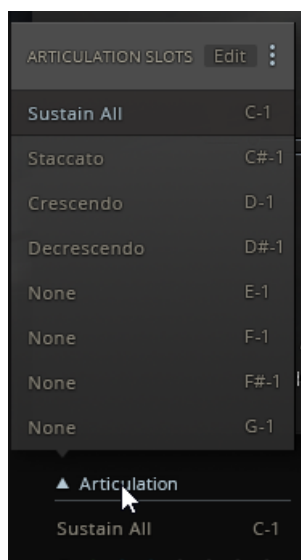 ARTICULATION SLOTS Edit
Sustain All C-1
Staccato C#-1
Crescendo D-1
Decrescendo D#-1
None E-1
None F-1
None F#-1
None G-1
Articulation
Sustain All C-1